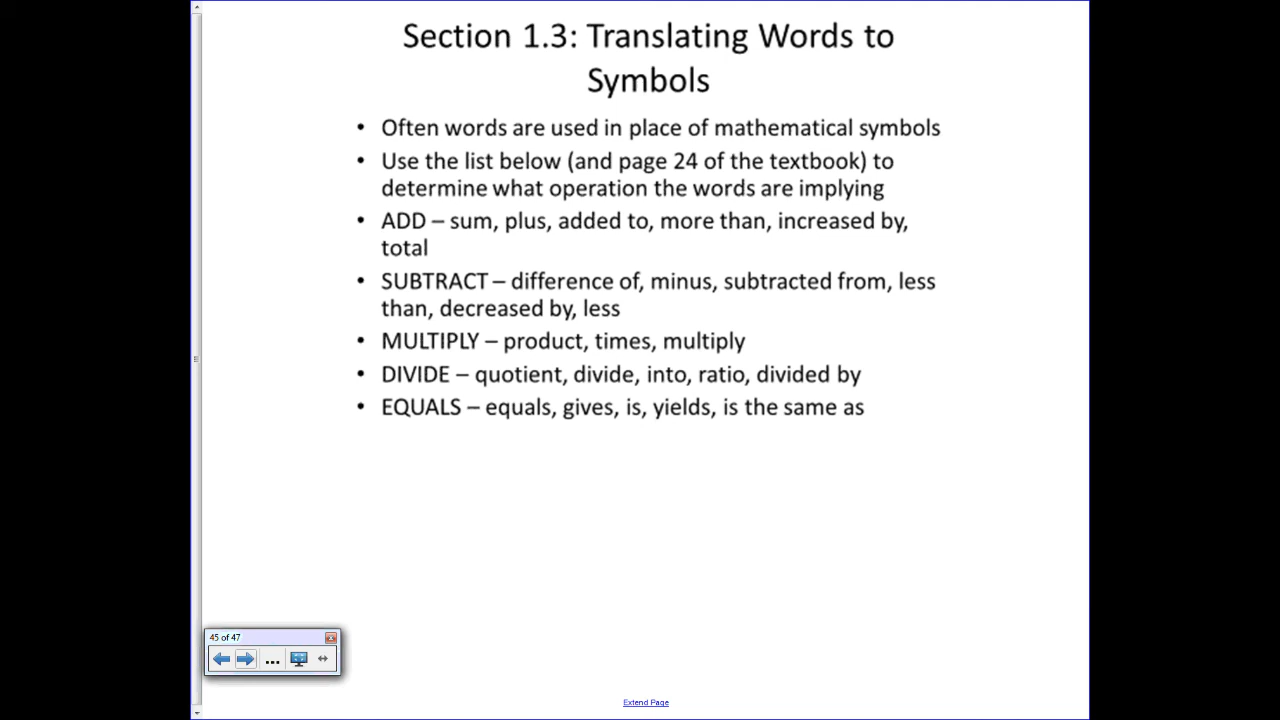 Section 1.3: Translating Words to
Symbols
• Often words are used in place of mathematical symbols
• Use the list below (and page 24 of the textbook) to
determine what operation the words are implying
• ADD – sum, plus, added to, more than, increased by,
total
• SUBTRACT – difference of, minus, subtracted from, less
than, decreased by, less
• MULTIPLY – product, times, multiply
• DIVIDE – quotient, divide, into, ratio, divided by
• EQUALS – equals, gives, is, yields, is the same as
45 of 47
...
Extend Page